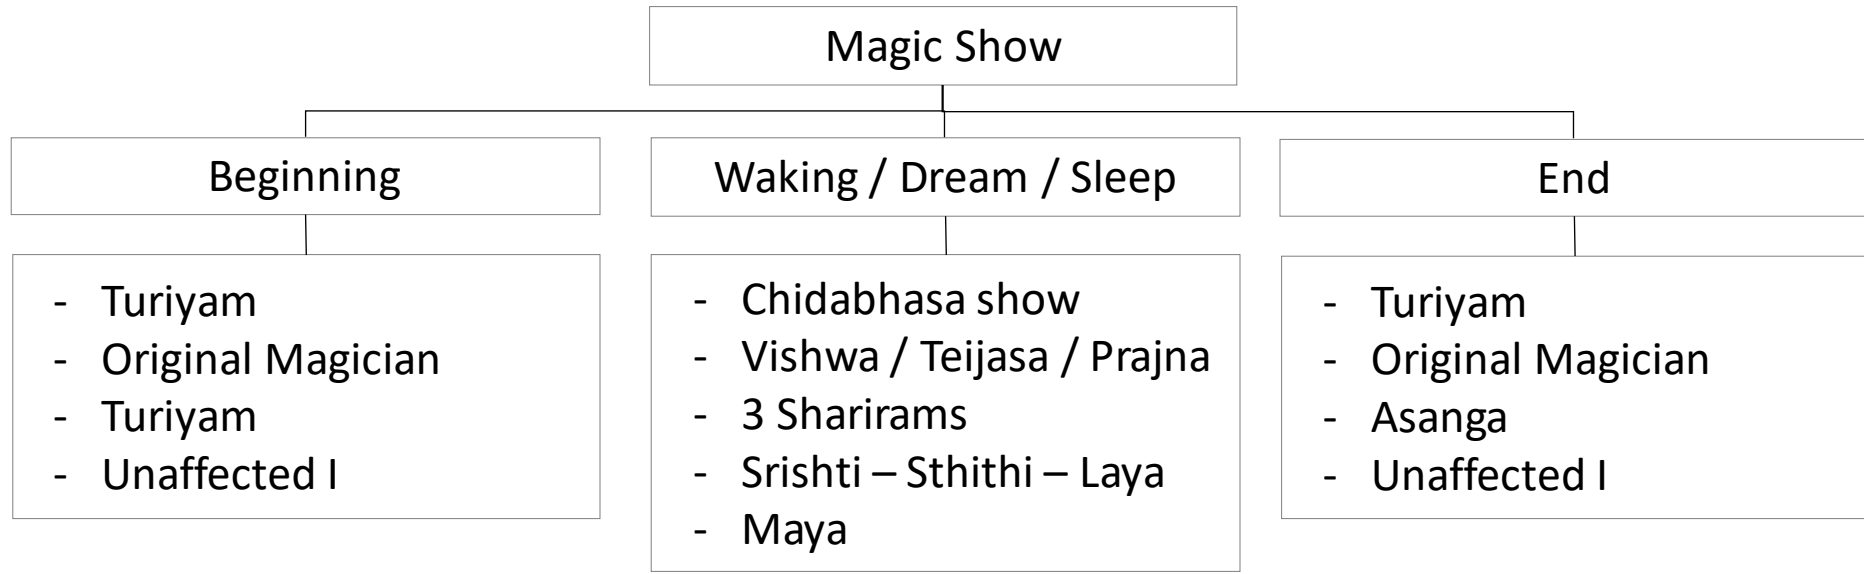 Magic Show
Beginning
Waking / Dream / Sleep
End
- Turiyam
- Original Magician
- Turiyam
- Unaffected I
- Chidabhasa show
- Vishwa / Teijasa / Prajna
- 3 Sharirams
- Srishti – Sthithi – Laya
- Maya
- Turiyam
- Original Magician
- Asanga
- Unaffected I